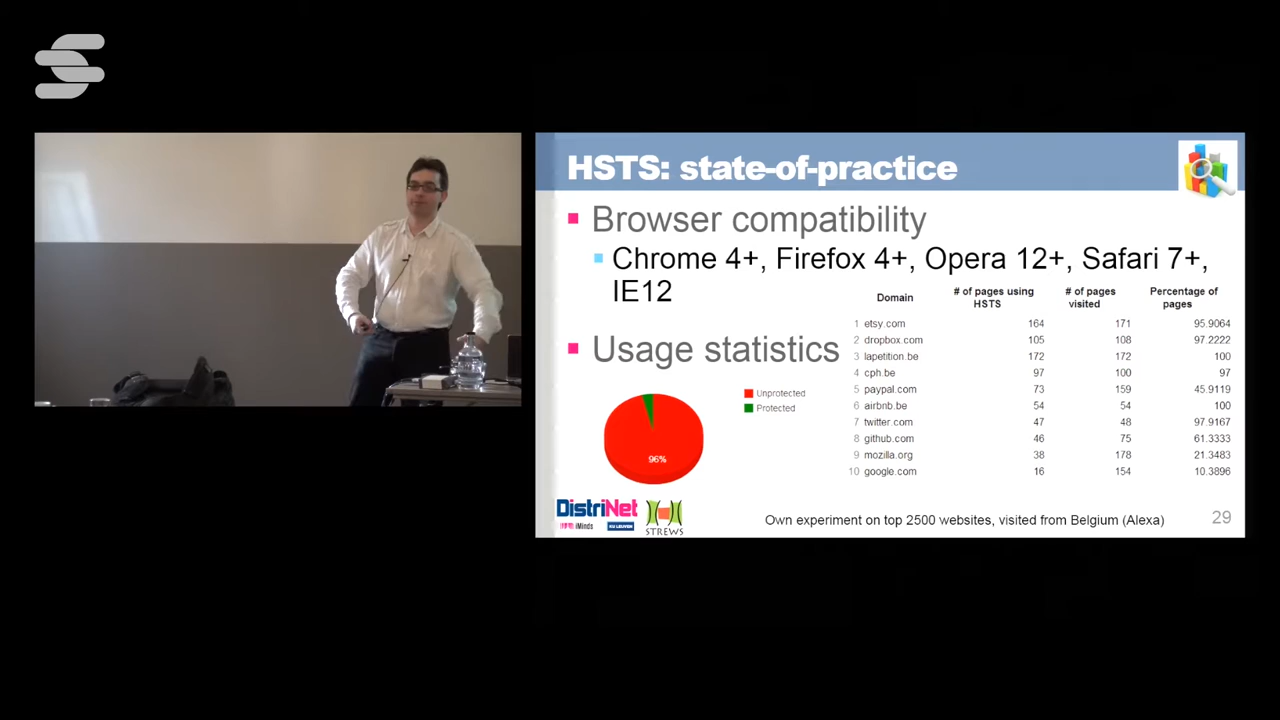 HSTS: state-of-practice
Browser compatibility
Chrome 4+, Firefox 4+, Opera 12+, Safari 7+,
IE12
Usage statistics
Domain # of pages using HSTS # of pages visited Percentage of pages
1 etsy.com 164 171 95.9064
2 dropbox.com 105 108 97.2222
3 lapetition.be 172 172 100
4 cph.be 97 100 97
5 paypal.com 73 159 45.9119
6 airbnb.be 54 54 100
7 twitter.com 47 48 97.9167
8 github.com 46 75 61.3333
9 mozilla.org 38 178 21.3483
10 google.com 16 154 10.3896
Unprotected
Protected
96%
DistriNet
iMinds KU LEUVEN
STREWS
Own experiment on top 2500 websites, visited from Belgium (Alexa)
29